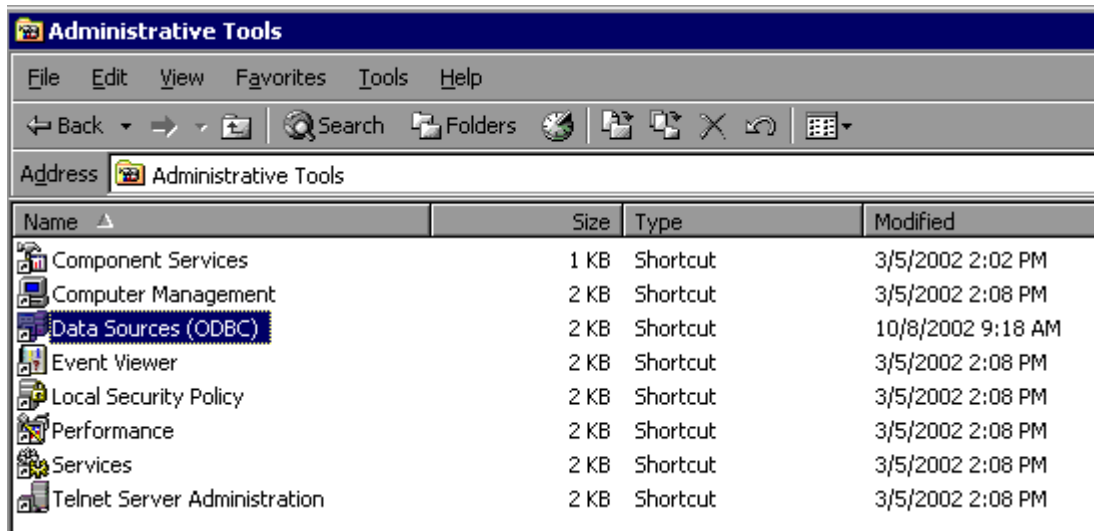 Administrative Tools
File Edit View Favorites Tools Help
Back Search Folders
Address Administrative Tools
Name Size Type Modified
Component Services 1 KB Shortcut 3/5/2002 2:02 PM
Computer Management 2 KB Shortcut 3/5/2002 2:08 PM
Data Sources (ODBC) 2 KB Shortcut 10/8/2002 9:18 AM
Event Viewer 2 KB Shortcut 3/5/2002 2:08 PM
Local Security Policy 2 KB Shortcut 3/5/2002 2:08 PM
Performance 2 KB Shortcut 3/5/2002 2:08 PM
Services 2 KB Shortcut 3/5/2002 2:08 PM
Telnet Server Administration 2 KB Shortcut 3/5/2002 2:08 PM